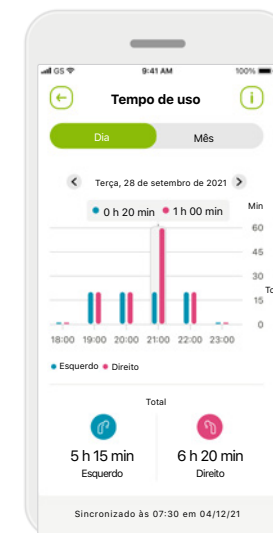 GS 9:41 AM 100%
Tempo de uso
Dia Mês
Terça, 28 de setembro de 2021
0 h 20 min 1 h 00 min Min
60
45
30
To
15
0
18:00 19:00 20:00 21:00 22:00 23:00
Esquerdo Direito
Total
5 h 15 min 6 h 20 min
Esquerdo Direito
Sincronizado às 07:30 em 04/12/21